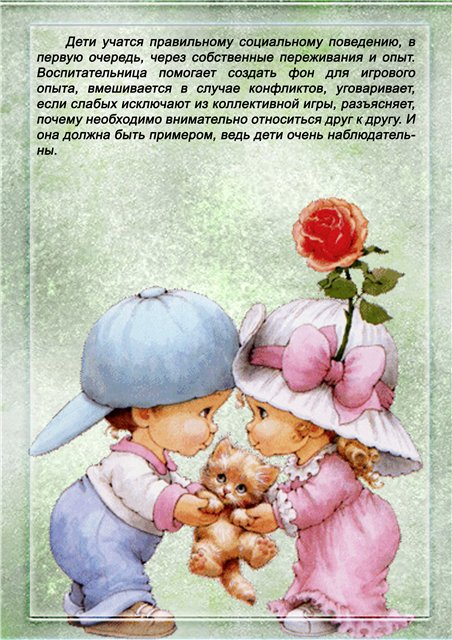 Дети учатся правильному социальному поведению, в
первую очередь, через собственные переживания и опыт.
Воспитательница помогает создать фон для игрового
опыта, вмешивается в случае конфликтов, уговаривает,
если слабых исключают из коллективной игры, разъясняет,
почему необходимо внимательно относиться друг к другу. И
она должна быть примером, ведь дети очень наблюдатель-
ны.